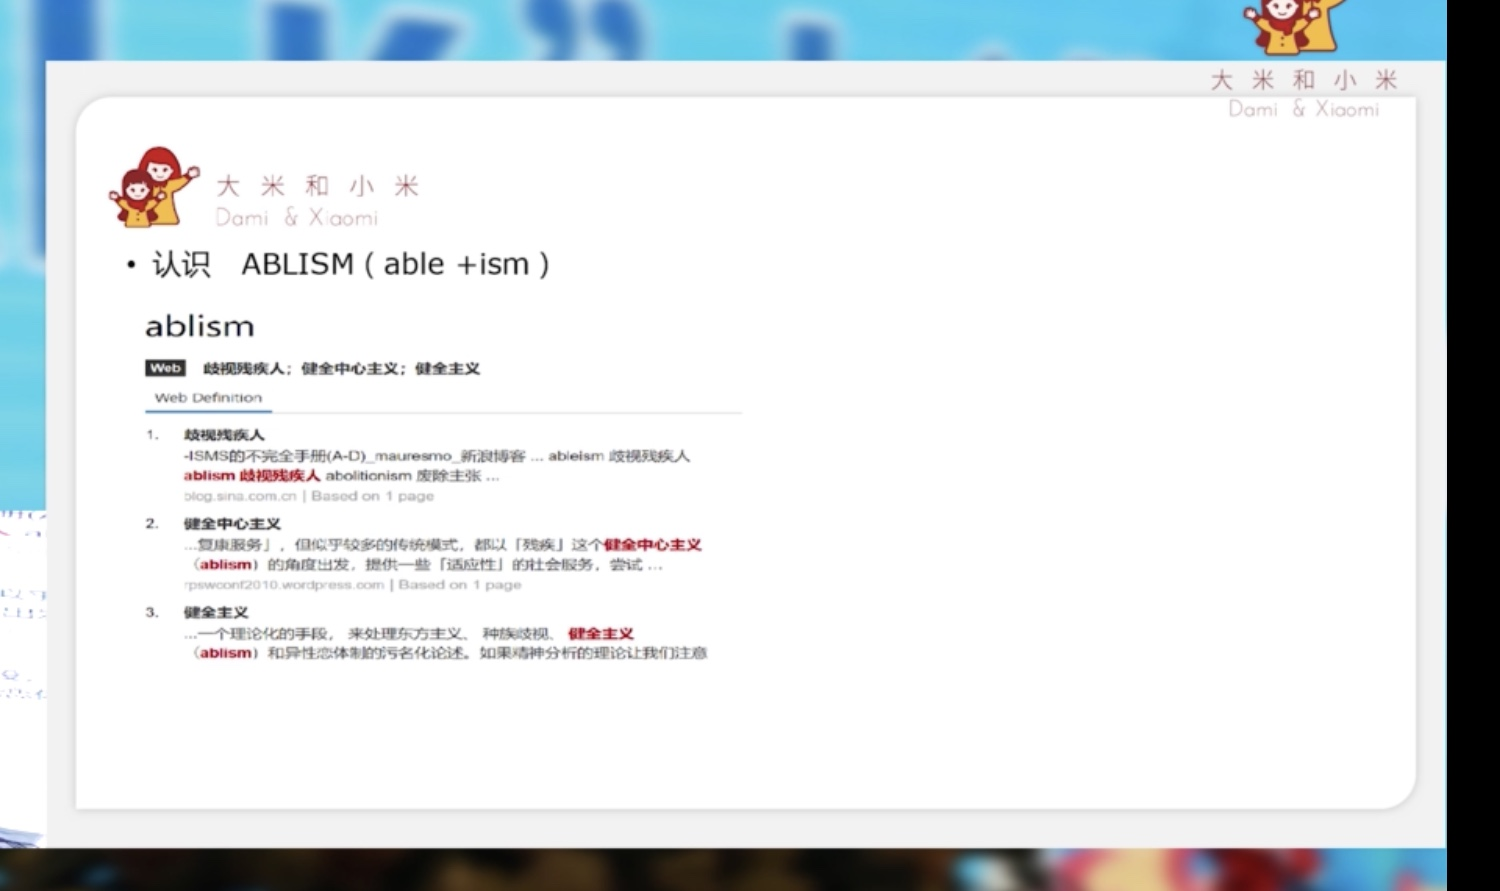 大米和小米
Dami & Xiaomi
大米和小米
Dami & Xiaomi
• 认识 ABLISM ( able +ism )
ablism
Web 歧视残疾人; 健全中心主义; 健全主义
Web Definition
1. 歧视残疾人
-ISMS的不完全手册(A-D)_mauresmo_新浪博客 ... ableism 歧视残疾人
ablism 歧视残疾人 abolitionism 废除主张 ...
blog.sina.com.cn | Based on 1 page
2. 健全中心主义
...复康服务」，但似乎较多的传统模式，都以「残疾」这个健全中心主义
（ablism）的角度出发，提供一些「适应性」的社会服务，尝试 ...
rpswconf2010.wordpress.com | Based on 1 page
3. 健全主义
...一个理论化的手段， 来处理东方主义、 种族歧视、 健全主义
（ablism）和异性恋体制的污名化论述。如果精神分析的理论让我们注意